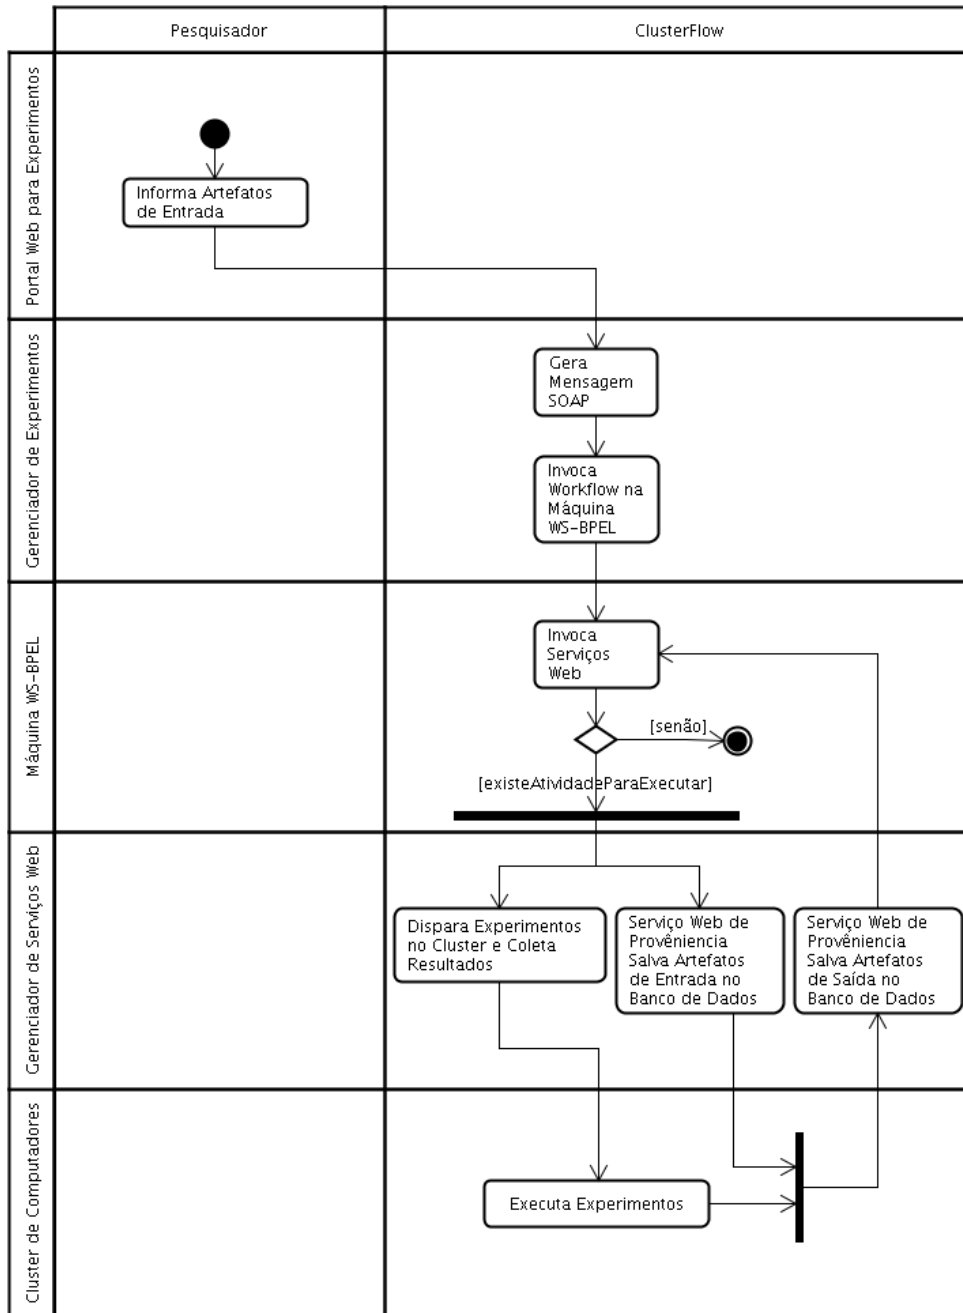 Pesquisador
ClusterFlow
Portal Web para Experimentos
Informa Artefatos
de Entrada
Gerenciador de Experimentos
Gera
Mensagem
SOAP
Invoca
Workflow na
Máquina
WS-BPEL
Máquina WS-BPEL
Invoca
Serviços
Web
[senão]
[existeAtividadeParaExecutar]
Gerenciador de Serviços Web
Dispara Experimentos
no Cluster e Coleta
Resultados
Serviço Web de
Provêniencia
Salva Artefatos
de Entrada no
Banco de Dados
Serviço Web de
Provêniencia
Salva Artefatos
de Saída no
Banco de Dados
Cluster de Computadores
Executa Experimentos